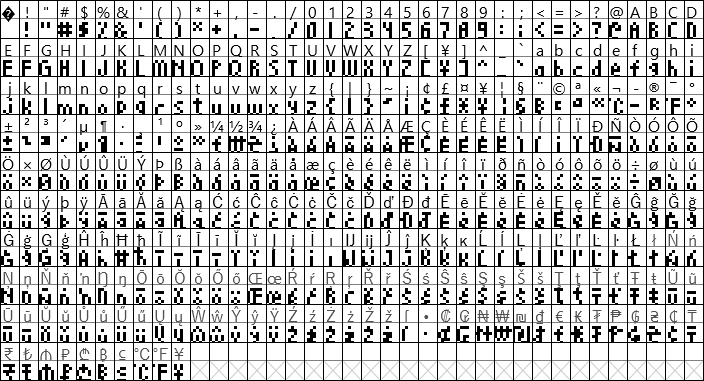 � ! " # $ % & ' ( ) * + , - . / 0 1 2 3 4 5 6 7 8 9 : ; < = > ? @ A B C D
E F G H I J K L M N O P Q R S T U V W X Y Z [ ¥ ] ^ _ ` a b c d e f g h i
j k l m n o p q r s t u v w x y z { | } ~ ¡ ¢ £ ¤ ¥ ¦ § ¨ © ª « ¬ - ® ¯ °
± ² ³ ´ µ ¶ · ¸ ¹ º » ¼ ½ ¾ ¿ À Á Â Ã Ä Å Æ Ç È É Ê Ë Ì Í Î Ï Ð Ñ Ò Ó Ô Õ
Ö × Ø Ù Ú Û Ü Ý Þ ß à á â ã ä å æ ç è é ê ë ì í î ï ð ñ ò ó ô õ ö ÷ ø ù ú
û ü ý þ ÿ Ā ā Ă ă Ą ą Ć ć Ĉ ĉ Ċ ċ Č č Ď ď Đ đ Ē ē Ĕ ĕ Ė ė Ę ę Ě ě Ĝ ĝ Ğ ğ
Ġ ġ Ģ ģ Ĥ ĥ Ħ ħ Ĩ ĩ Ī ī Ĭ ĭ Į į İ ı Ĳ ĳ Ĵ ĵ Ķ ķ ĸ Ĺ ĺ Ļ ļ Ľ ľ Ŀ ŀ Ł ł Ń ń
Ņ ņ Ň ň ŉ Ŋ ŋ Ō ō Ŏ ŏ Ő ő Œ œ Ŕ ŕ Ŗ ŗ Ř ř Ś ś Ŝ ŝ Ş ş Š š Ţ ţ Ť ť Ŧ ŧ Ũ ũ
Ū ū Ŭ ŭ Ů ů Ű ű Ų ų Ŵ ŵ Ŷ ŷ Ÿ Ź ź Ż ż Ž ž ſ • ₡ ₢ ₦ ₩ ₪ ₫ € ₭ ₮ ₱ ₲ ₴ ₵ ₸
₹ ₺ ₼ ₽ ₾ ℃ ℉ ￥